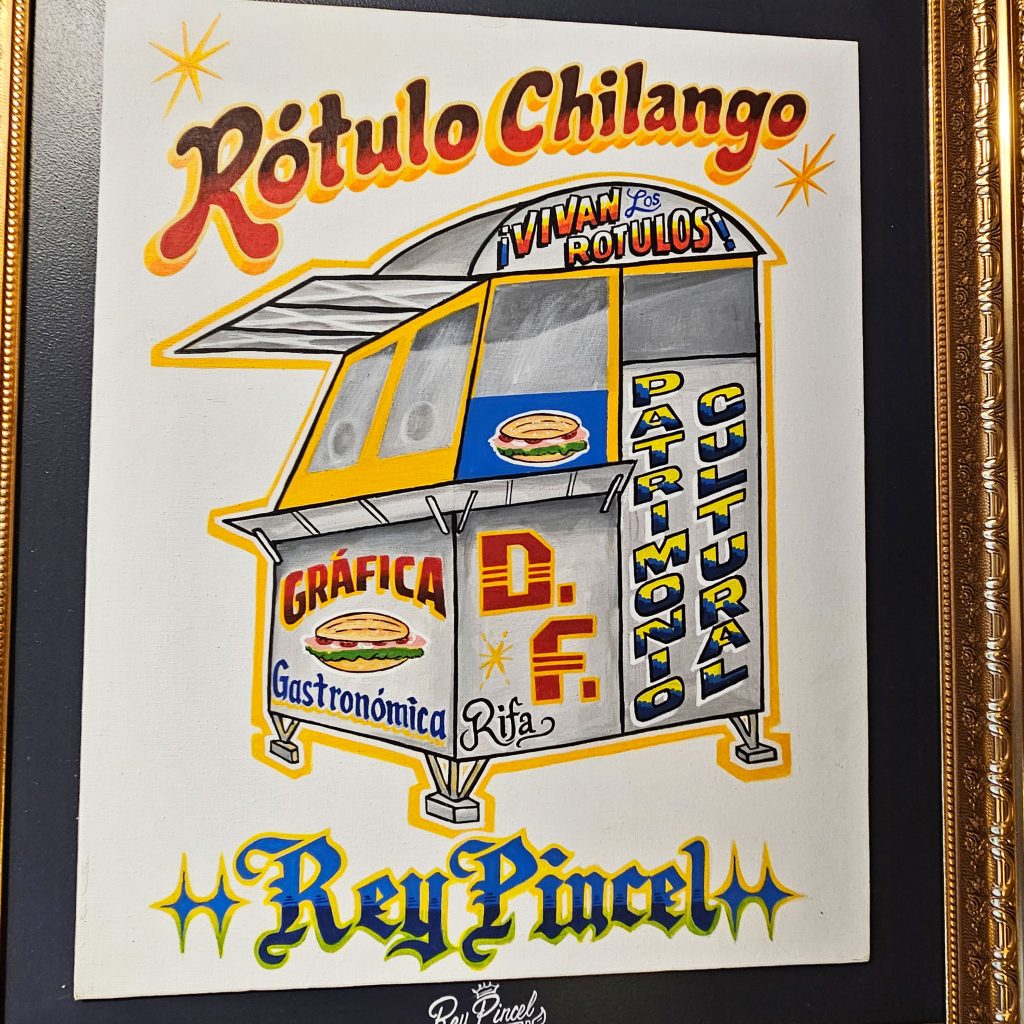 Rótulo Chilango
¡VIVAN Los
ROTULOS!
PATRIMONIO
CULTURAL
GRÁFICA
Gastronómica
D.
F.
Rifa
Rey Pincel
Rey Pincel